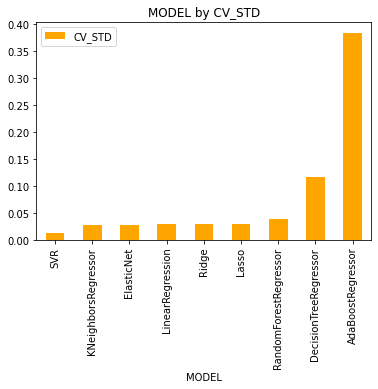 MODEL by CV_STD
CV_STD
0.40
0.35
0.30
0.25
0.20
0.15
0.10
0.05
0.00
SVR
KNeighborsRegressor
ElasticNet
LinearRegression
Ridge
Lasso
RandomForestRegressor
DecisionTreeRegressor
AdaBoostRegressor
MODEL